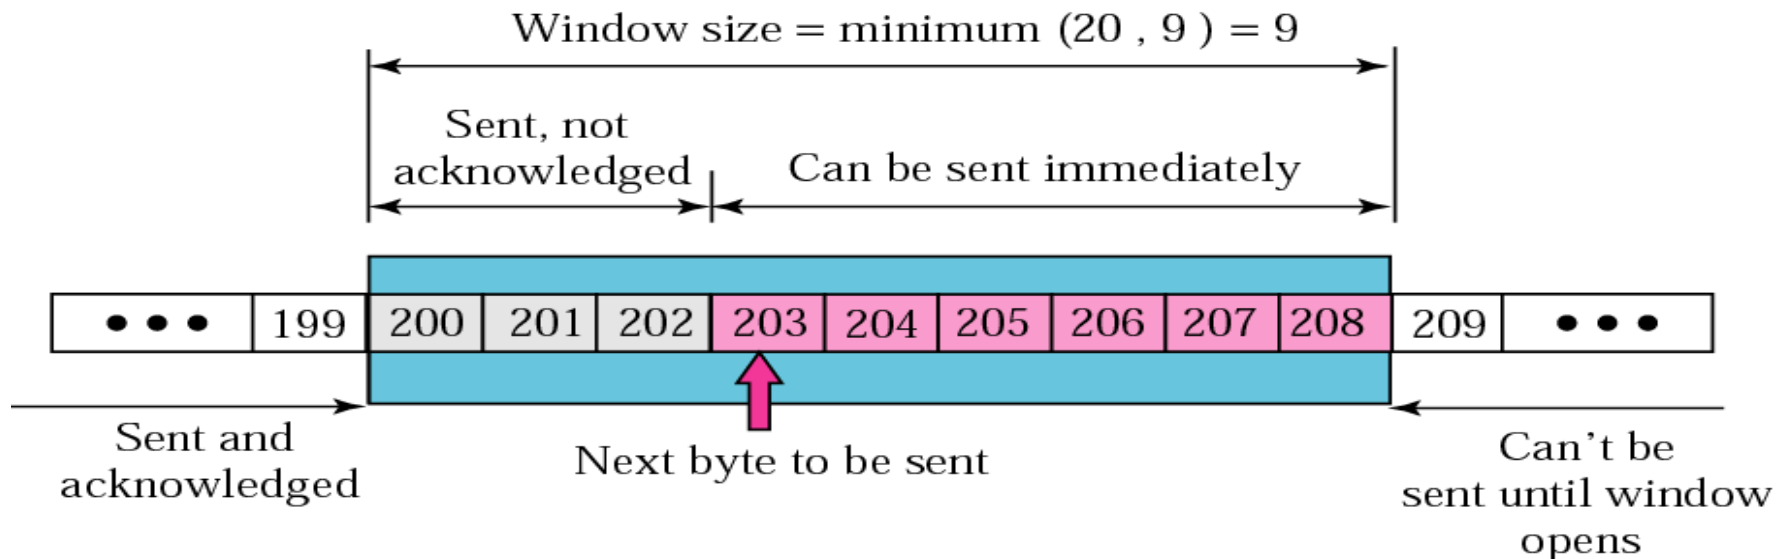 Window size = minimum (20 , 9 ) = 9
Sent, not
acknowledged
Can be sent immediately
• • • 199 200 201 202 203 204 205 206 207 208 209 • • •
Sent and
acknowledged
Next byte to be sent
Can't be
sent until window
opens